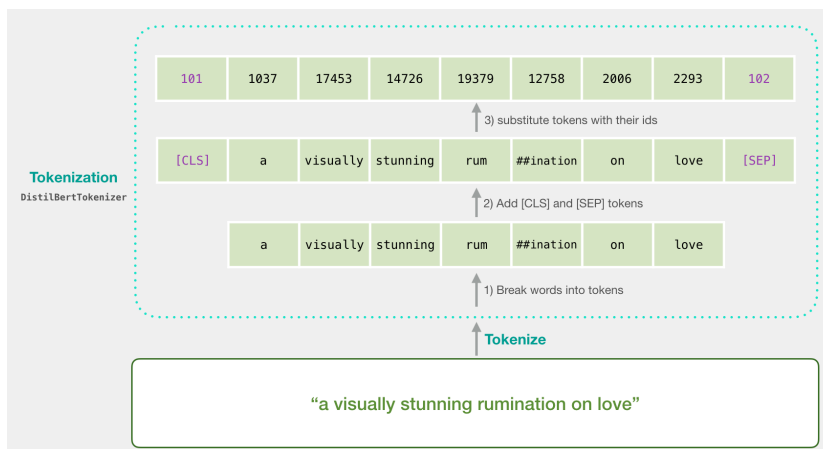 101 1037 17453 14726 19379 12758 2006 2293 102
3) substitute tokens with their ids
[CLS] a visually stunning rum ##ination on love [SEP]
Tokenization
DistilBertTokenizer
2) Add [CLS] and [SEP] tokens
a visually stunning rum ##ination on love
1) Break words into tokens
Tokenize
“a visually stunning rumination on love”